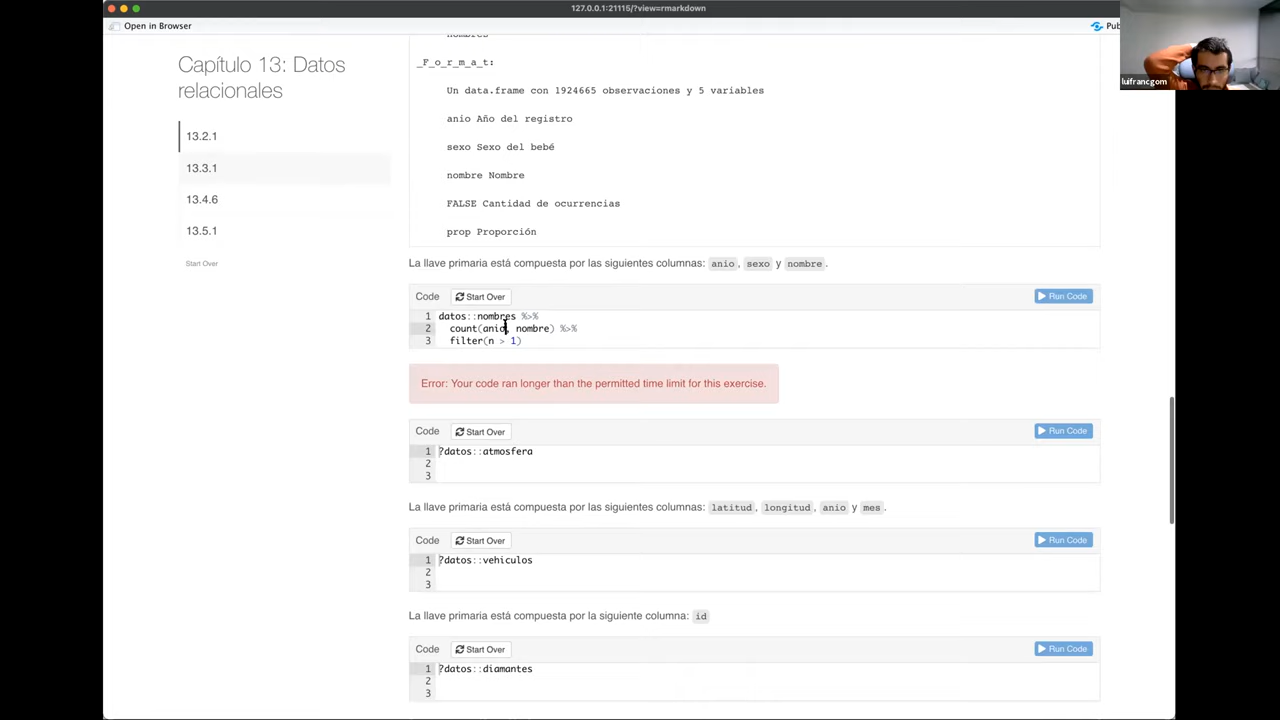 127.0.0.1:21115/?view=rmarkdown
Open in Browser
Capítulo 13: Datos
relacionales
13.2.1
13.3.1
13.4.6
13.5.1
Start Over
nombres
_F_o_r_m_a_t:
Un data.frame con 1924665 observaciones y 5 variables
anio Año del registro
sexo Sexo del bebé
nombre Nombre
FALSE Cantidad de ocurrencias
prop Proporción
La llave primaria está compuesta por las siguientes columnas: anio, sexo y nombre.
Code Start Over Run Code
1 datos::nombres %>%
2 count(anio, nombre) %>%
3 filter(n > 1)
Error: Your code ran longer than the permitted time limit for this exercise.
Code Start Over Run Code
1 ?datos::atmosfera
2
3
La llave primaria está compuesta por las siguientes columnas: latitud, longitud, anio y mes.
Code Start Over Run Code
1 ?datos::vehiculos
2
3
La llave primaria está compuesta por la siguiente columna: id
Code Start Over Run Code
1 ?datos::diamantes
2
3
luifrancgom